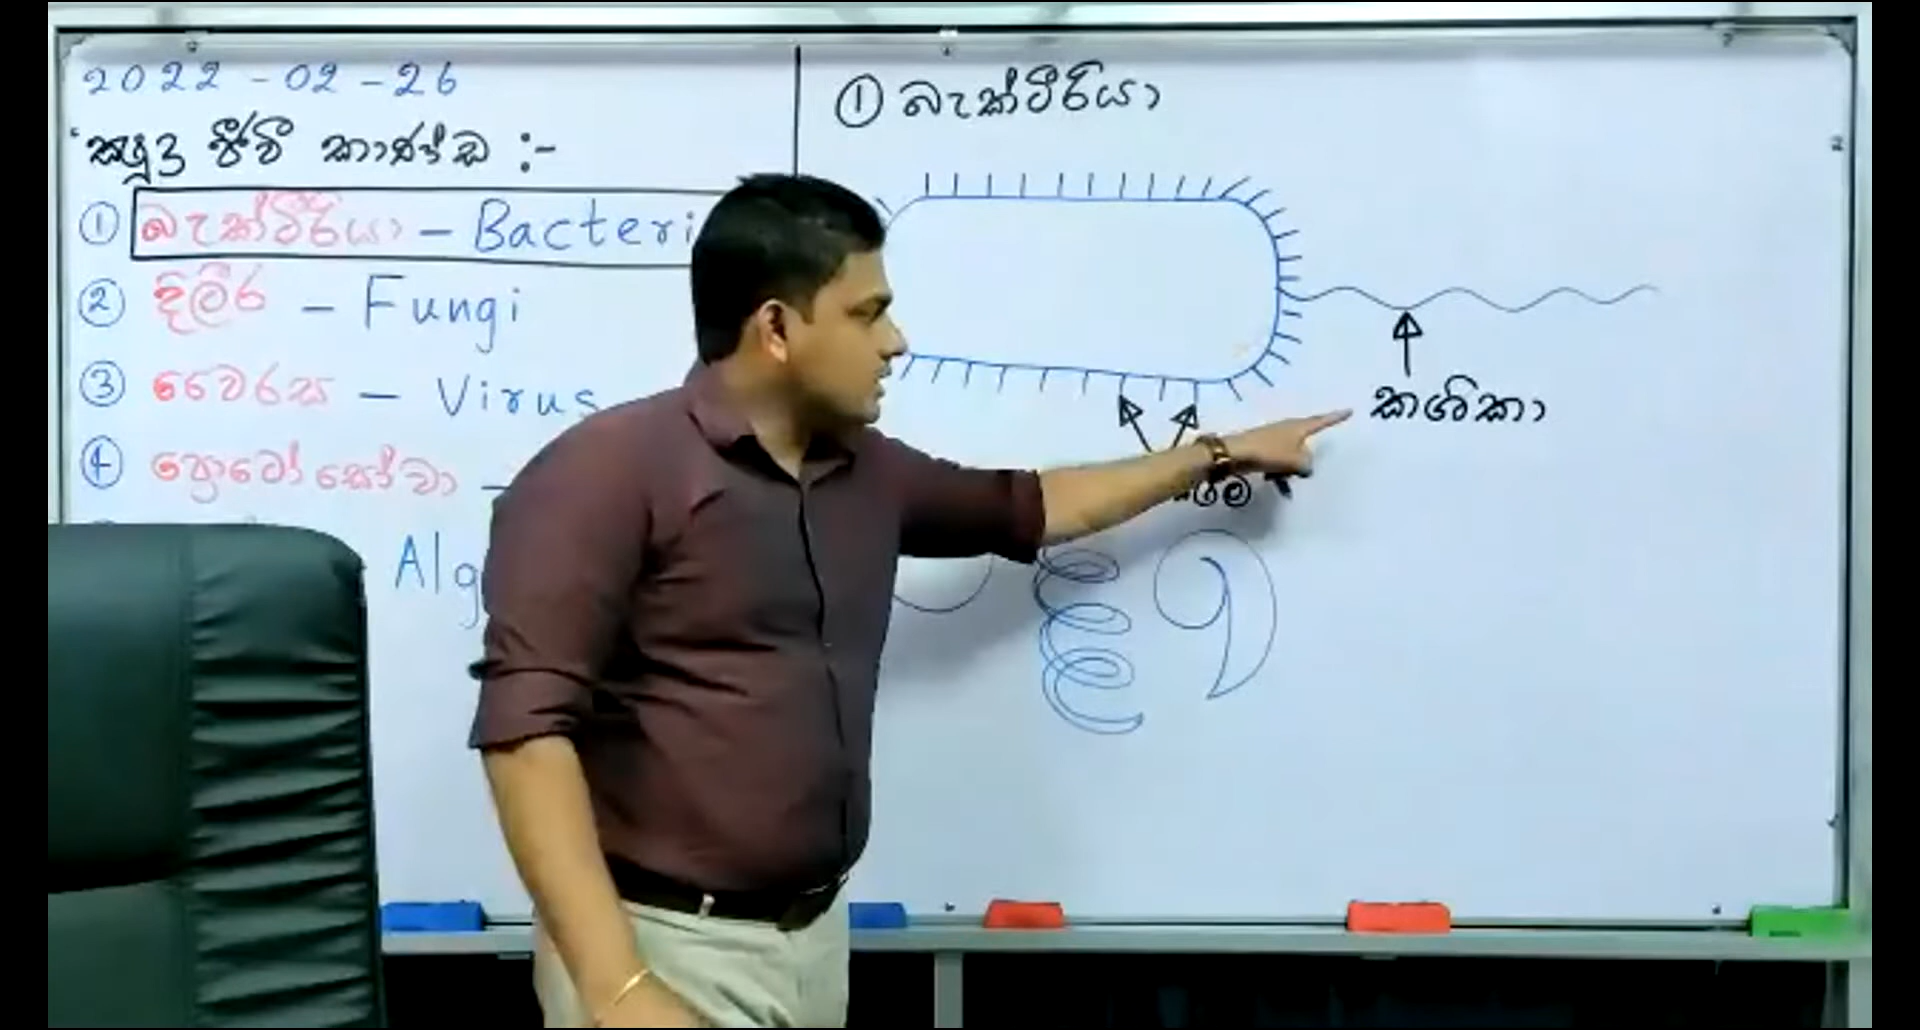 2022-02-26
ක්‍ෂුද්‍ර ජීවී කාණ්ඩ :-
① බැක්ටීරියා – Bacteri
② දිලීර – Fungi
③ වෛරස – Virus
④ ප්‍රොටෝසෝවා –
Alg
① බැක්ටීරියා
කශිකා